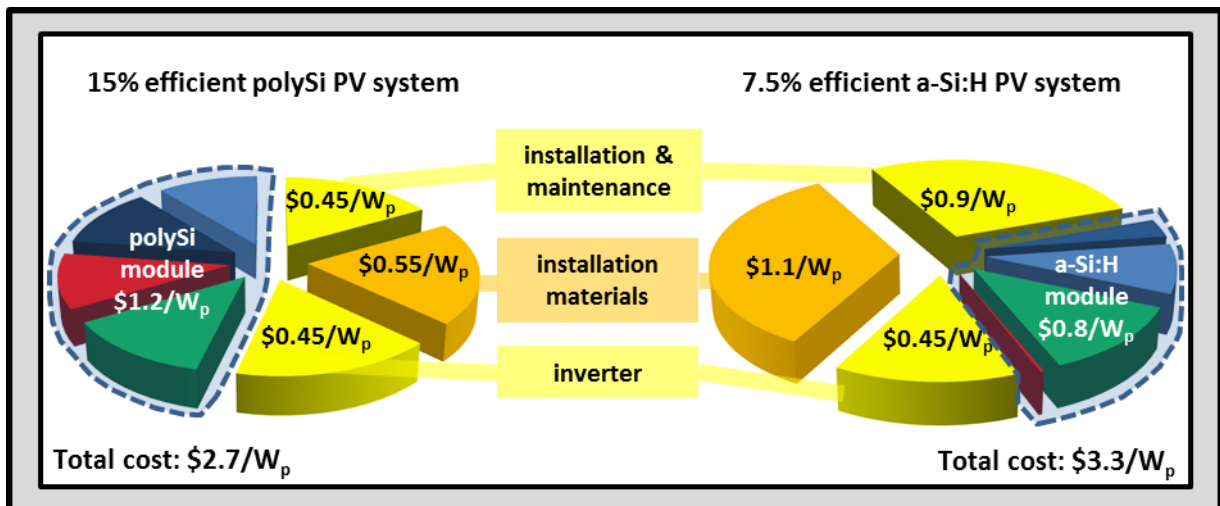 15% efficient polySi PV system
7.5% efficient a-Si:H PV system
installation &
maintenance
$0.45/Wp
$0.9/Wp
polySi
module
$1.2/Wp
$0.55/Wp
installation
materials
$1.1/Wp
a-Si:H
module
$0.8/Wp
$0.45/Wp
inverter
$0.45/Wp
Total cost: $2.7/Wp
Total cost: $3.3/Wp